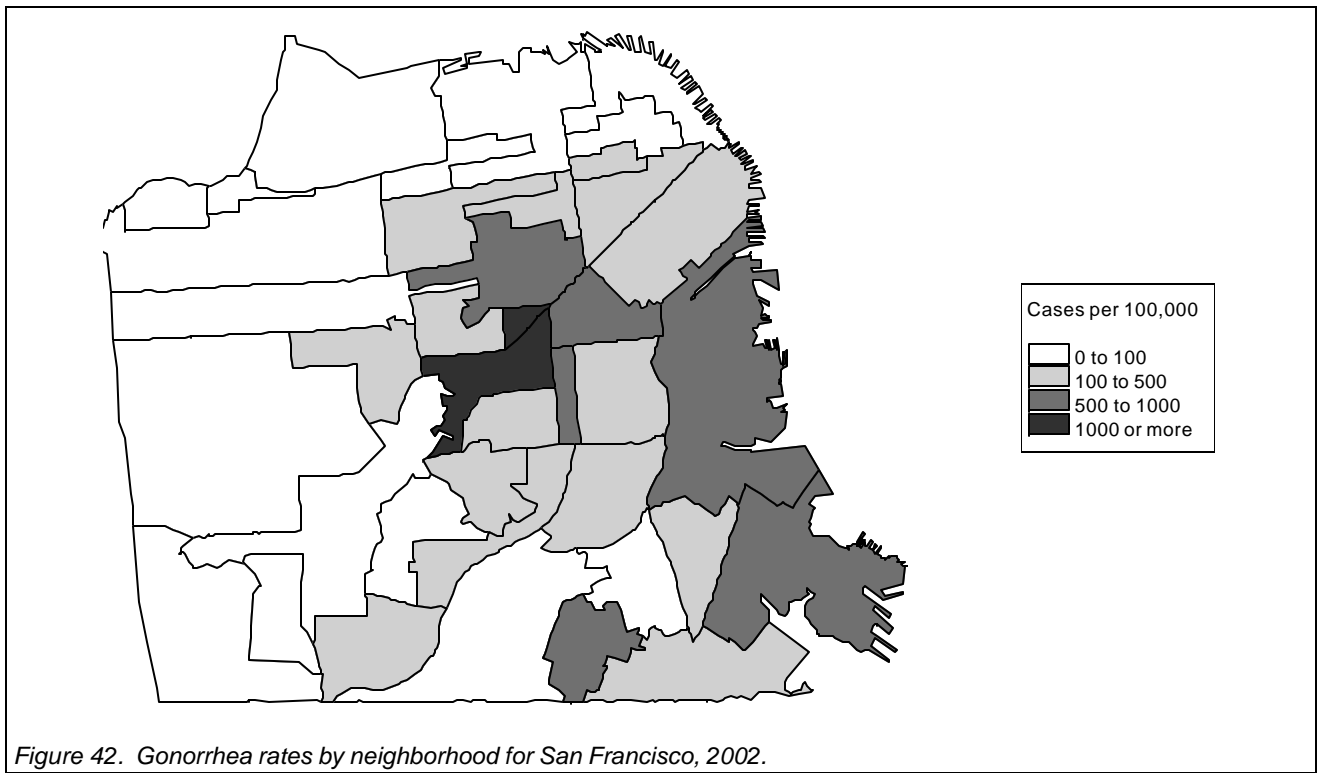 Cases per 100,000
0 to 100
100 to 500
500 to 1000
1000 or more
Figure 42. Gonorrhea rates by neighborhood for San Francisco, 2002.